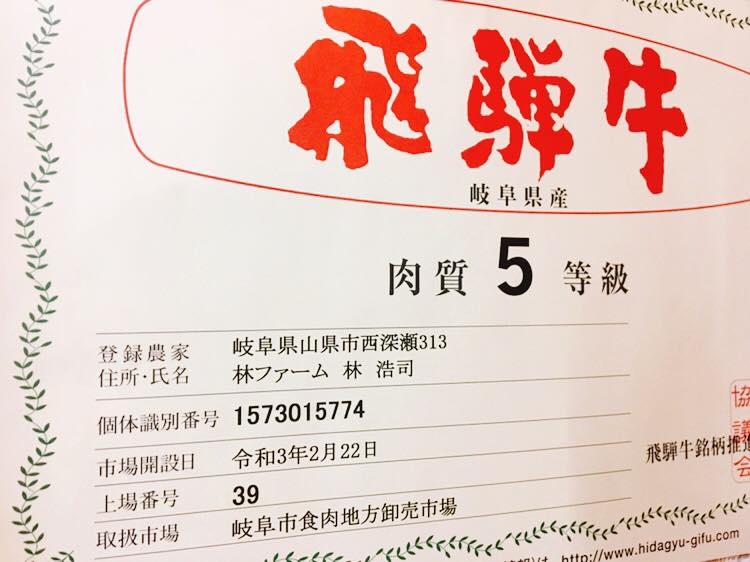 飛騨牛
岐阜県産
肉質 5 等級
登録農家
住所・氏名
岐阜県山県市西深瀬313
林ファーム 林 浩司
個体識別番号 1573015774
市場開設日 令和3年2月22日
上場番号 39
取扱市場 岐阜市食肉地方卸売市場
飛騨牛銘柄推進
協議会
は、http://www.hidagyu-gifu.com/